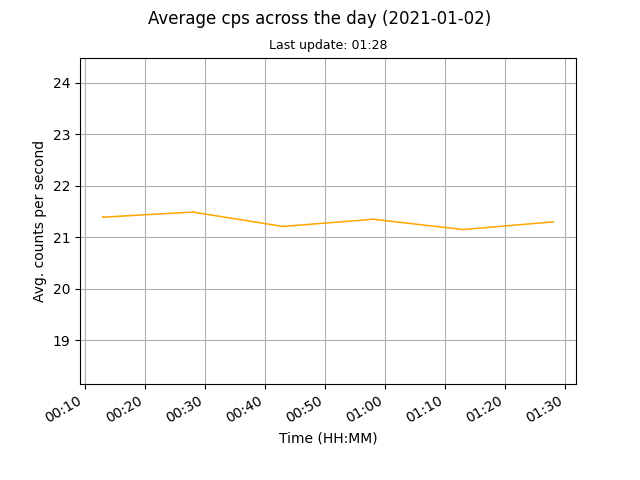 Average cps across the day (2021-01-02)
Last update: 01:28
24
23
22
21
20
19
Avg. counts per second
00:10 00:20 00:30 00:40 00:50 01:00 01:10 01:20 01:30
Time (HH:MM)